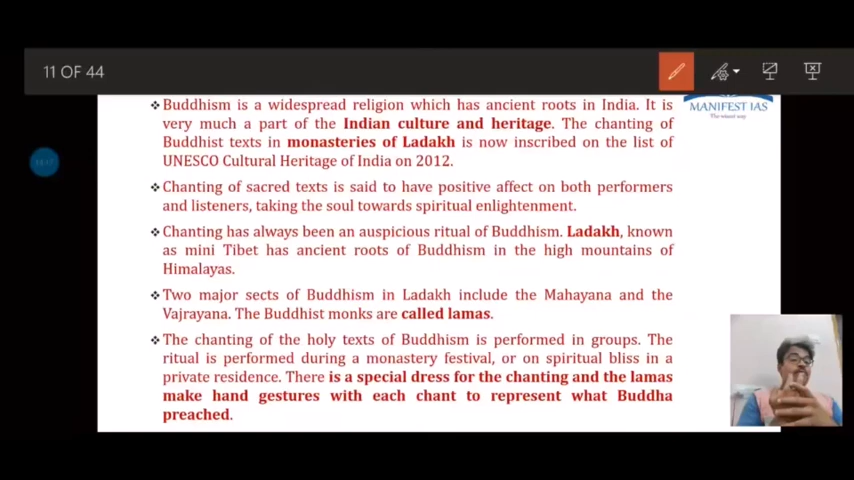 11 OF 44
MANIFEST IAS
The wisest way
❖ Buddhism is a widespread religion which has ancient roots in India. It is
very much a part of the Indian culture and heritage. The chanting of
Buddhist texts in monasteries of Ladakh is now inscribed on the list of
UNESCO Cultural Heritage of India on 2012.
❖ Chanting of sacred texts is said to have positive affect on both performers
and listeners, taking the soul towards spiritual enlightenment.
❖ Chanting has always been an auspicious ritual of Buddhism. Ladakh, known
as mini Tibet has ancient roots of Buddhism in the high mountains of
Himalayas.
❖ Two major sects of Buddhism in Ladakh include the Mahayana and the
Vajrayana. The Buddhist monks are called lamas.
❖ The chanting of the holy texts of Buddhism is performed in groups. The
ritual is performed during a monastery festival, or on spiritual bliss in a
private residence. There is a special dress for the chanting and the lamas
make hand gestures with each chant to represent what Buddha
preached.